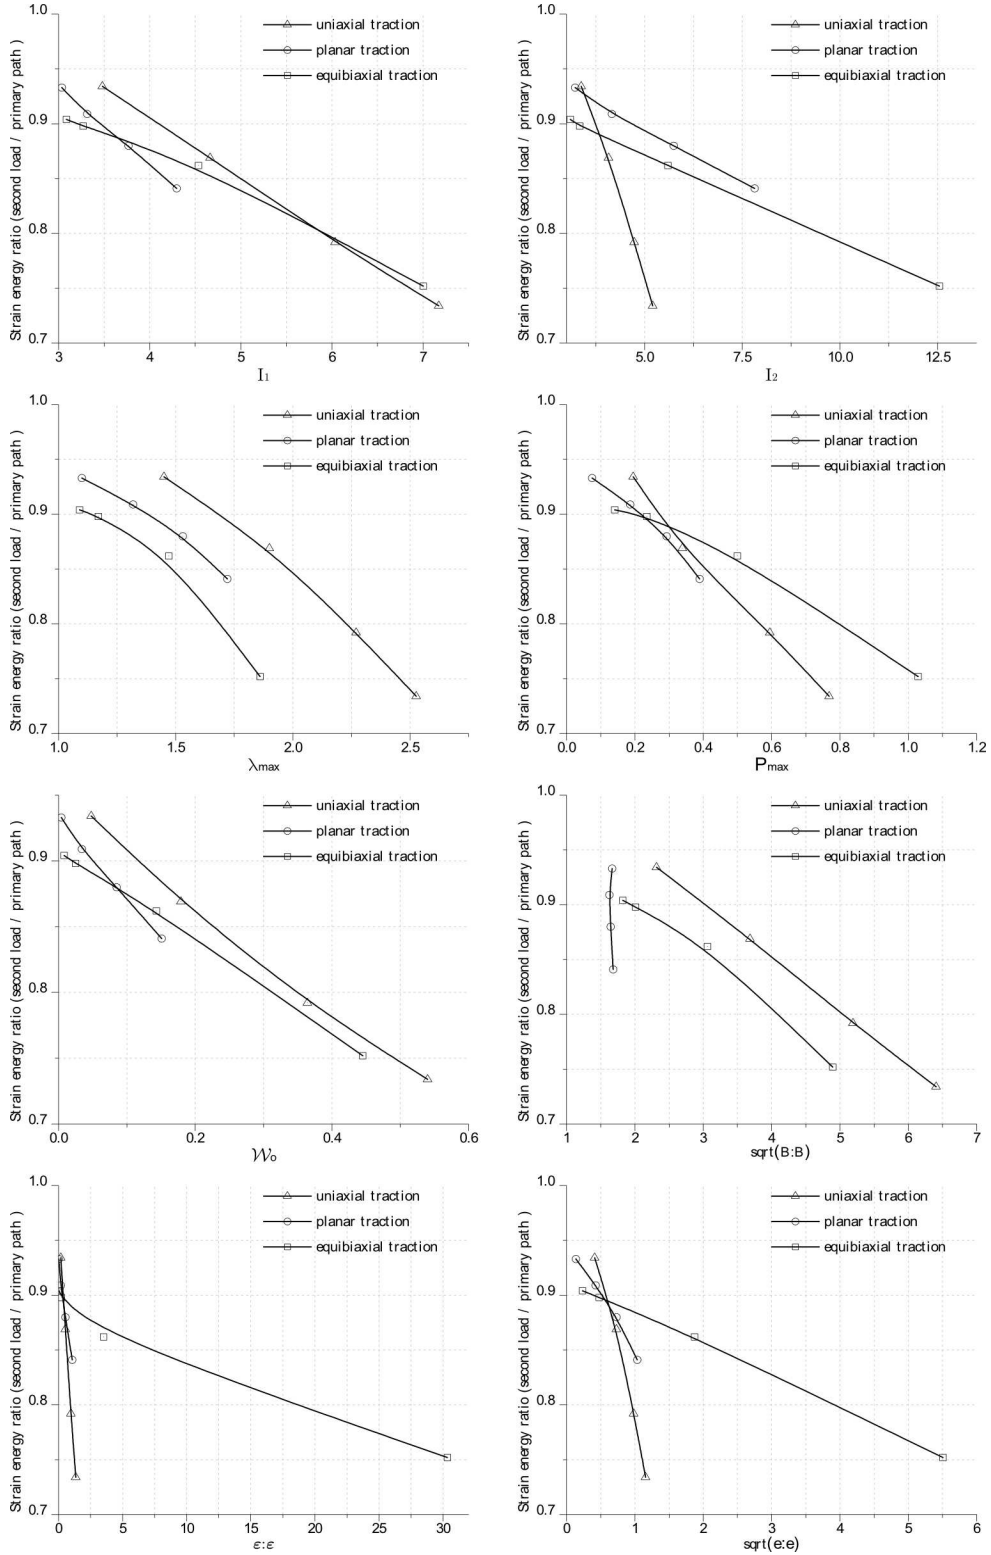 Strain energy ratio (second load / primary path )
1.0
0.9
0.8
0.7
uniaxial traction
planar traction
equibiaxial traction
3 4 5 6 7
I1
Strain energy ratio (second load / primary path )
1.0
0.9
0.8
0.7
uniaxial traction
planar traction
equibiaxial traction
5.0 7.5 10.0 12.5
I2
Strain energy ratio (second load / primary path )
1.0
0.9
0.8
0.7
uniaxial traction
planar traction
equibiaxial traction
1.0 1.5 2.0 2.5
λmax
Strain energy ratio (second load / primary path )
1.0
0.9
0.8
0.7
uniaxial traction
planar traction
equibiaxial traction
0.0 0.2 0.4 0.6 0.8 1.0 1.2
Pmax
Strain energy ratio (second load / primary path )
0.9
0.8
0.7
uniaxial traction
planar traction
equibiaxial traction
0.0 0.2 0.4 0.6
Wo
Strain energy ratio (second load / primary path )
1.0
0.9
0.8
0.7
uniaxial traction
planar traction
equibiaxial traction
1 2 3 4 5 6 7
sqrt(B:B)
Strain energy ratio (second load / primary path )
1.0
0.9
0.8
0.7
uniaxial traction
planar traction
equibiaxial traction
0 5 10 15 20 25 30
ε:ε
Strain energy ratio (second load / primary path )
1.0
0.9
0.8
0.7
uniaxial traction
planar traction
equibiaxial traction
0 1 2 3 4 5 6
sqrt(e:e)